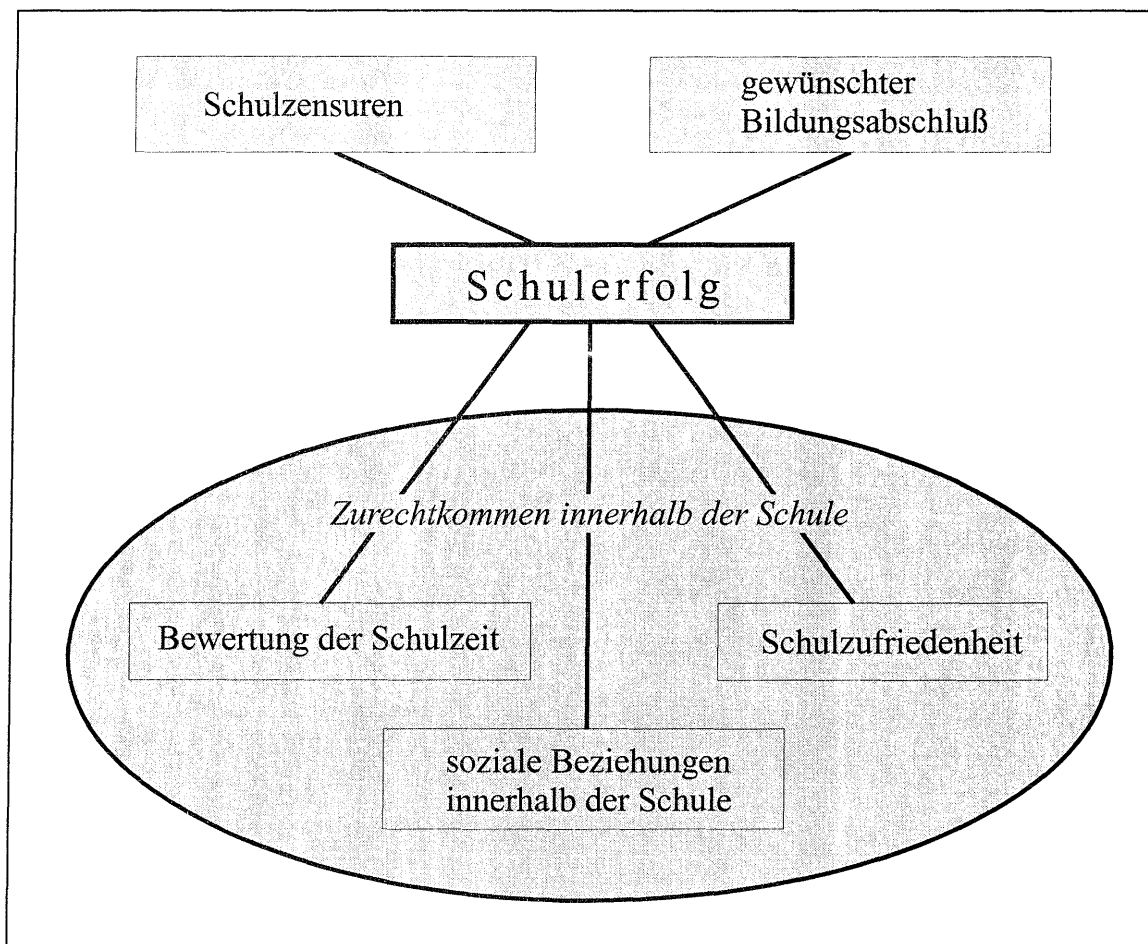 Schulzensuren
gewünschter
Bildungsabschluß
Schulerfolg
Zurechtkommen innerhalb der Schule
Bewertung der Schulzeit
Schulzufriedenheit
soziale Beziehungen
innerhalb der Schule